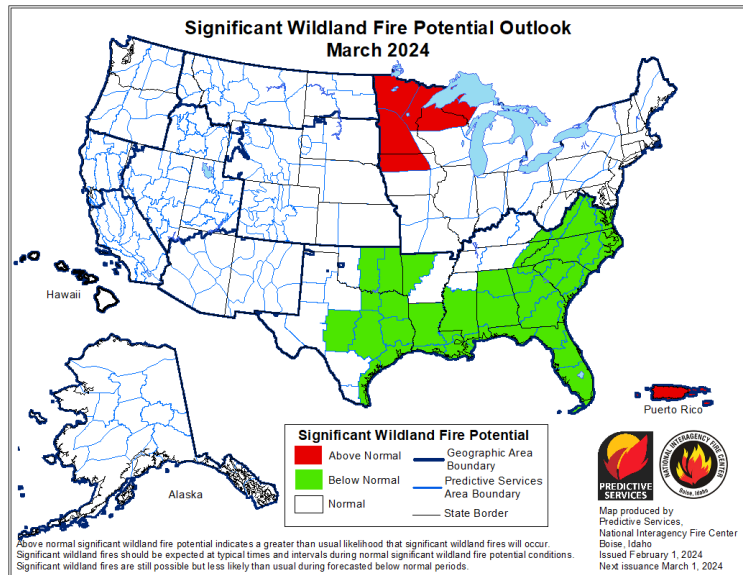 Significant Wildland Fire Potential Outlook
March 2024
Hawaii
Alaska
Puerto Rico
Significant Wildland Fire Potential
Above Normal
Below Normal
Normal
Geographic Area
Boundary
Predictive Services
Area Boundary
State Border
PREDICTIVE
SERVICES
NATIONAL INTERAGENCY FIRE CENTER
Boise, Idaho
Map produced by
Predictive Services,
National Interagency Fire Center
Boise, Idaho
Issued February 1, 2024
Next issuance March 1, 2024
Above normal significant wildland fire potential indicates a greater than usual likelihood that significant wildland fires will occur.
Significant wildland fires should be expected at typical times and intervals during normal significant wildland fire potential conditions.
Significant wildland fires are still possible but less likely than usual during forecasted below normal periods.